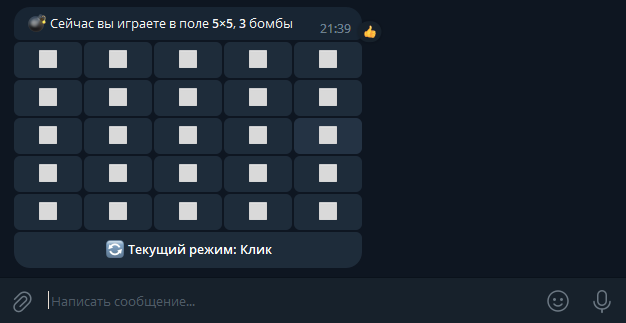 Сейчас вы играете в поле 5×5, 3 бомбы
21:39
Текущий режим: Клик
Написать сообщение...